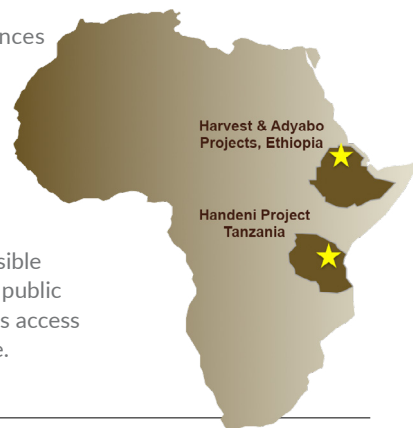 nces
Harvest & Adyabo
Projects, Ethiopia
Handeni Project
Tanzania
sible
public
s access
e.